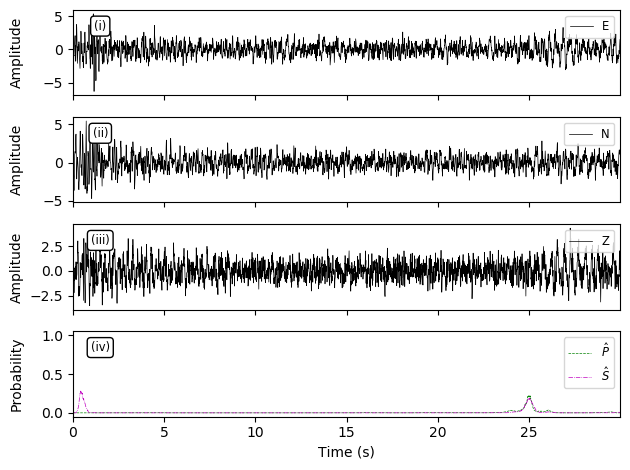 5
(i)
E
Amplitude
0
−5
5
(ii)
N
Amplitude
0
−5
(iii)
Z
2.5
Amplitude
0.0
−2.5
1.0
(iv)
P̂
Probability
0.5
Ŝ
0.0
0 5 10 15 20 25
Time (s)